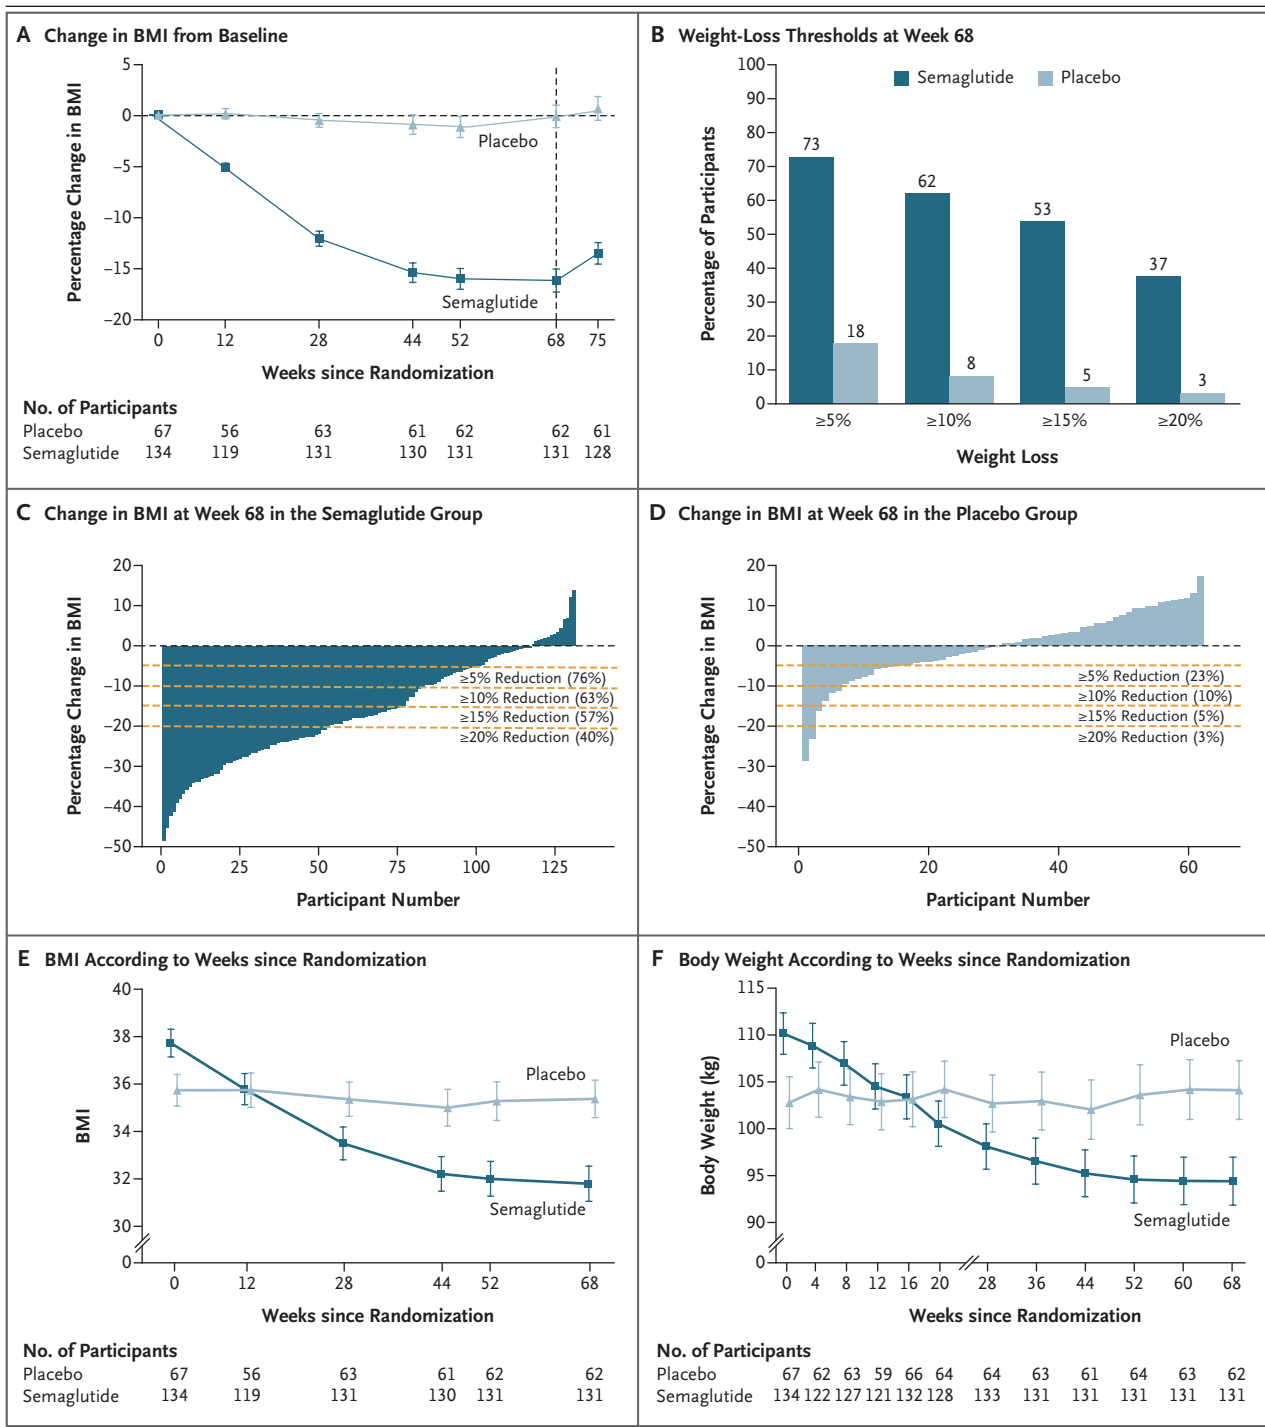 A Change in BMI from Baseline
Percentage Change in BMI
5
0
−5
−10
−15
−20
Placebo
Semaglutide
0 12 28 44 52 68 75
Weeks since Randomization
No. of Participants
Placebo 67 56 63 61 62 62 61
Semaglutide 134 119 131 130 131 131 128
B Weight-Loss Thresholds at Week 68
Percentage of Participants
100
90
80
70
60
50
40
30
20
10
0
Semaglutide Placebo
73
18
62
8
53
5
37
3
≥5% ≥10% ≥15% ≥20%
Weight Loss
C Change in BMI at Week 68 in the Semaglutide Group
Percentage Change in BMI
20
10
0
−10
−20
−30
−40
−50
≥5% Reduction (76%)
≥10% Reduction (63%)
≥15% Reduction (57%)
≥20% Reduction (40%)
0 25 50 75 100 125
Participant Number
D Change in BMI at Week 68 in the Placebo Group
Percentage Change in BMI
20
10
0
−10
−20
−30
−40
−50
≥5% Reduction (23%)
≥10% Reduction (10%)
≥15% Reduction (5%)
≥20% Reduction (3%)
0 20 40 60
Participant Number
E BMI According to Weeks since Randomization
BMI
40
38
36
34
32
30
0
Placebo
Semaglutide
0 12 28 44 52 68
Weeks since Randomization
No. of Participants
Placebo 67 56 63 61 62 62
Semaglutide 134 119 131 130 131 131
F Body Weight According to Weeks since Randomization
Body Weight (kg)
115
110
105
100
95
90
0
Placebo
Semaglutide
0 4 8 12 16 20 28 36 44 52 60 68
Weeks since Randomization
No. of Participants
Placebo 67 62 63 59 66 64 64 63 61 64 63 62
Semaglutide 134 122 127 121 132 128 133 131 131 131 131 131